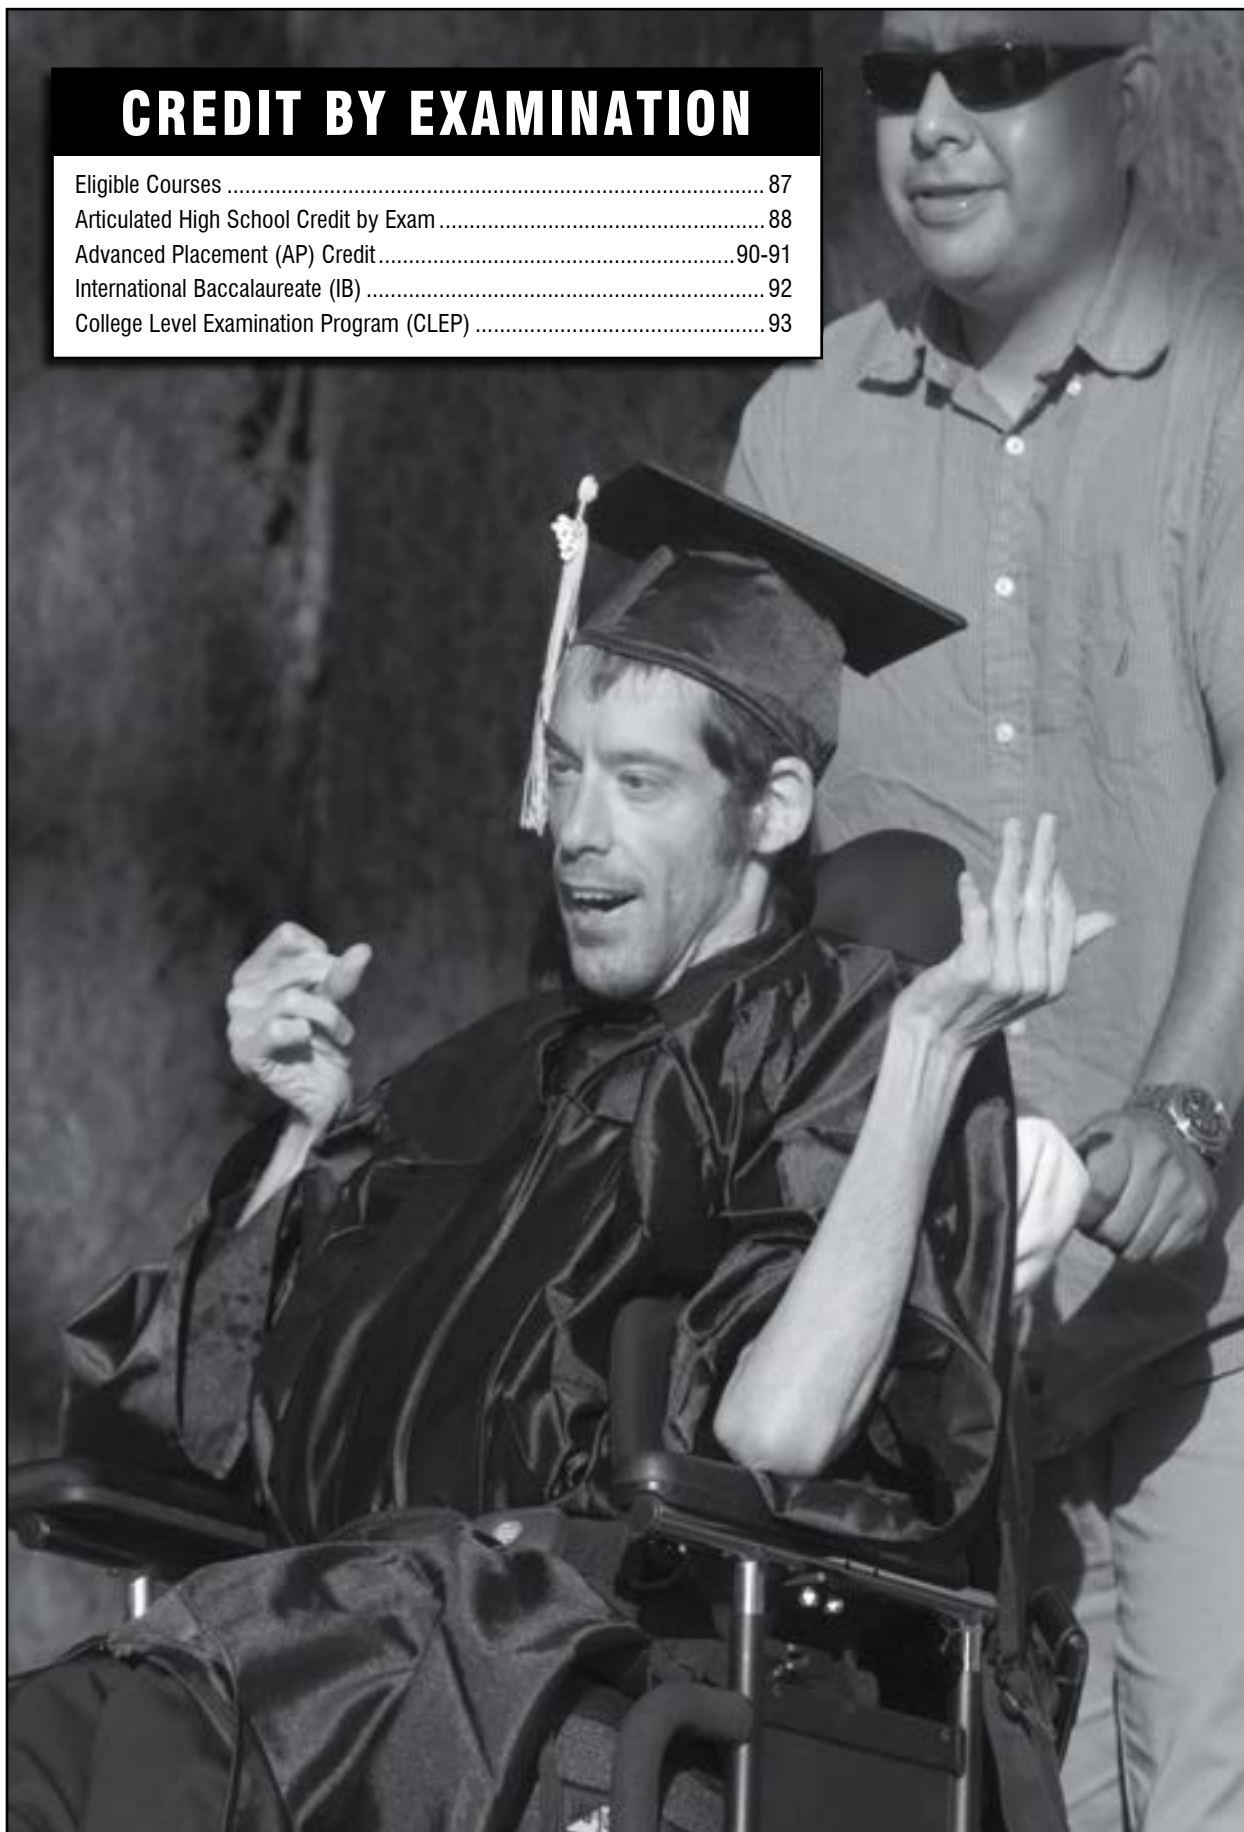 CREDIT BY EXAMINATION
Eligible Courses ........................................................................................... 87
Articulated High School Credit by Exam ....................................................... 88
Advanced Placement (AP) Credit............................................................90-91
International Baccalaureate (IB) ................................................................... 92
College Level Examination Program (CLEP) ................................................. 93